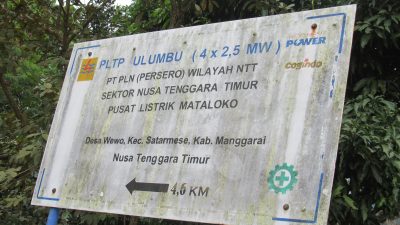 PLTP ULUMBU ( 4 x 2,5 MW )
POWER
Cogindo
PT PLN (PERSERO) WILAYAH NTT
SEKTOR NUSA TENGGARA TIMUR
PUSAT LISTRIK MATALOKO
Desa Wewo, Kec. Satarmese, Kab. Manggarai
Nusa Tenggara Timur
4,6 KM